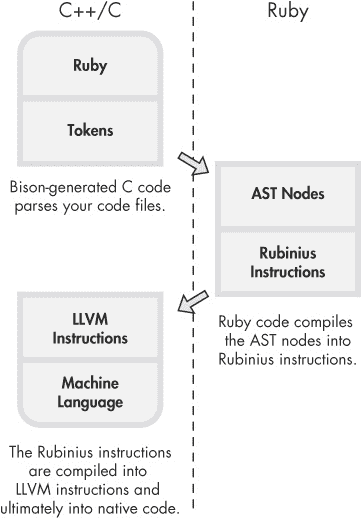 C++/C
Ruby
Ruby
Tokens
Bison-generated C code
parses your code files.
AST Nodes
Rubinius
Instructions
Ruby code compiles
the AST nodes into
Rubinius instructions.
LLVM
Instructions
Machine
Language
The Rubinius instructions
are compiled into
LLVM instructions and
ultimately into native code.